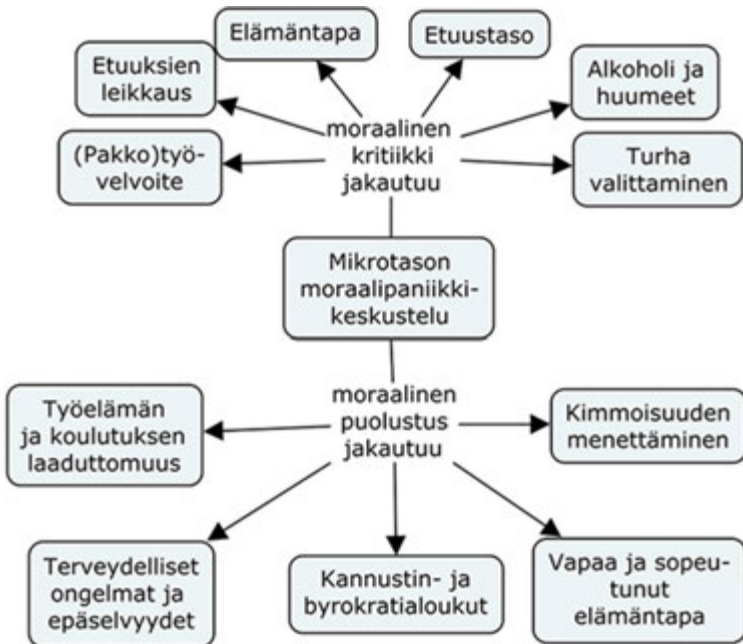 Elämäntapa
Etuustaso
Etuuksien
leikkaus
Alkoholi ja
huumeet
moraalinen
kritiikki
jakautuu
(Pakko)työ-
velvoite
Turha
valittaminen
Mikrotason
moraalipaniikki-
keskustelu
moraalinen
puolustus
jakautuu
Työelämän
ja koulutuksen
laaduttomuus
Kimmoisuuden
menettäminen
Terveydelliset
ongelmat ja
epäselvyydet
Kannustin- ja
byrokratialoukut
Vapaa ja sopeu-
tunut
elämäntapa